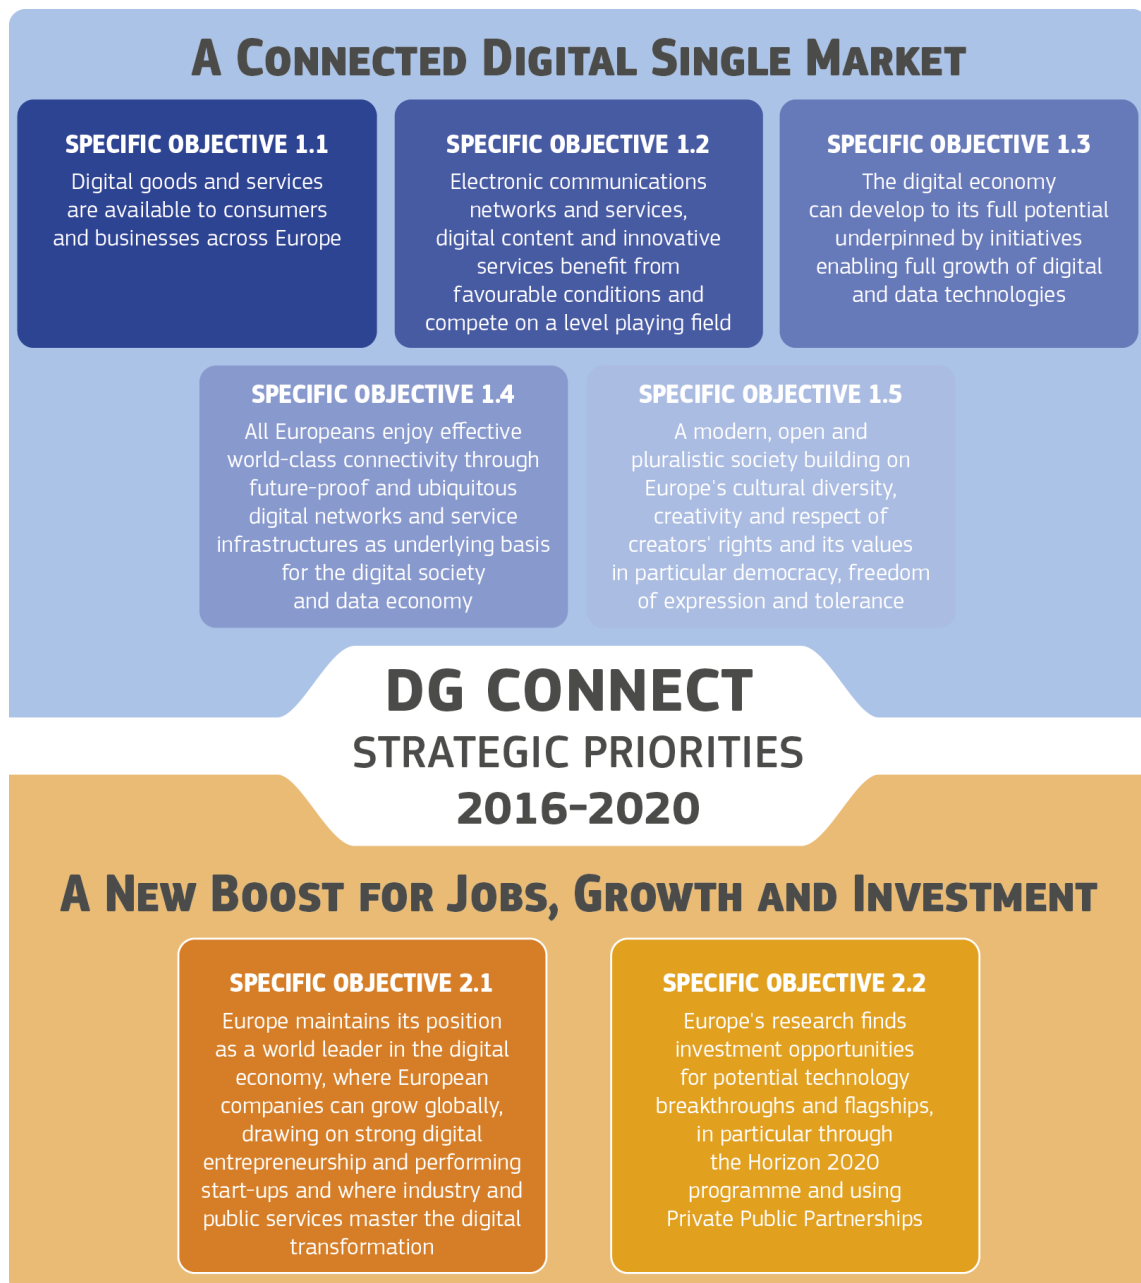 A Connected Digital Single Market
SPECIFIC OBJECTIVE 1.1
Digital goods and services
are available to consumers
and businesses across Europe
SPECIFIC OBJECTIVE 1.2
Electronic communications
networks and services,
digital content and innovative
services benefit from
favourable conditions and
compete on a level playing field
SPECIFIC OBJECTIVE 1.3
The digital economy
can develop to its full potential
underpinned by initiatives
enabling full growth of digital
and data technologies
SPECIFIC OBJECTIVE 1.4
All Europeans enjoy effective
world-class connectivity through
future-proof and ubiquitous
digital networks and service
infrastructures as underlying basis
for the digital society
and data economy
SPECIFIC OBJECTIVE 1.5
A modern, open and
pluralistic society building on
Europe's cultural diversity,
creativity and respect of
creators' rights and its values
in particular democracy, freedom
of expression and tolerance
DG CONNECT
STRATEGIC PRIORITIES
2016-2020
A New Boost for Jobs, Growth and Investment
SPECIFIC OBJECTIVE 2.1
Europe maintains its position
as a world leader in the digital
economy, where European
companies can grow globally,
drawing on strong digital
entrepreneurship and performing
start-ups and where industry and
public services master the digital
transformation
SPECIFIC OBJECTIVE 2.2
Europe's research finds
investment opportunities
for potential technology
breakthroughs and flagships,
in particular through
the Horizon 2020
programme and using
Private Public Partnerships